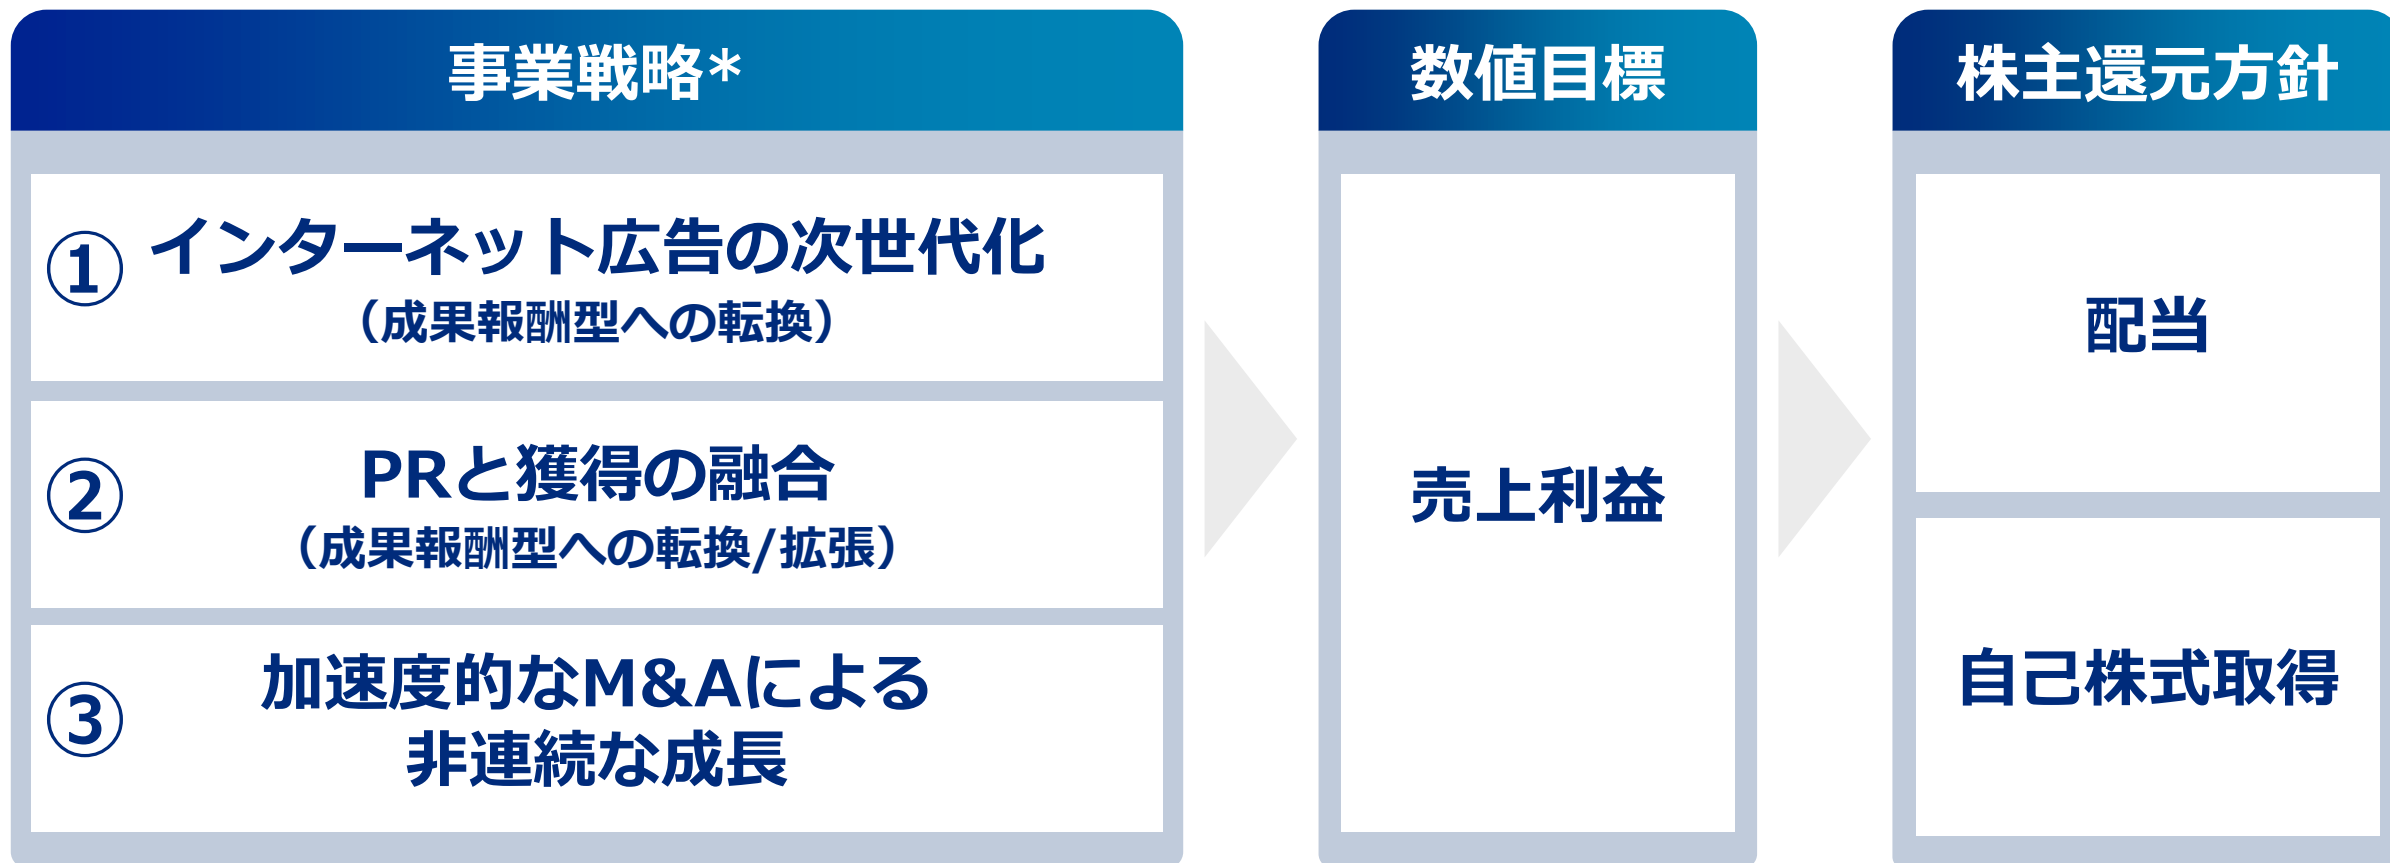 事業戦略*
① インターネット広告の次世代化
（成果報酬型への転換）
② PRと獲得の融合
（成果報酬型への転換/拡張）
③ 加速度的なM&Aによる
非連続な成長
数値目標
売上利益
株主還元方針
配当
自己株式取得